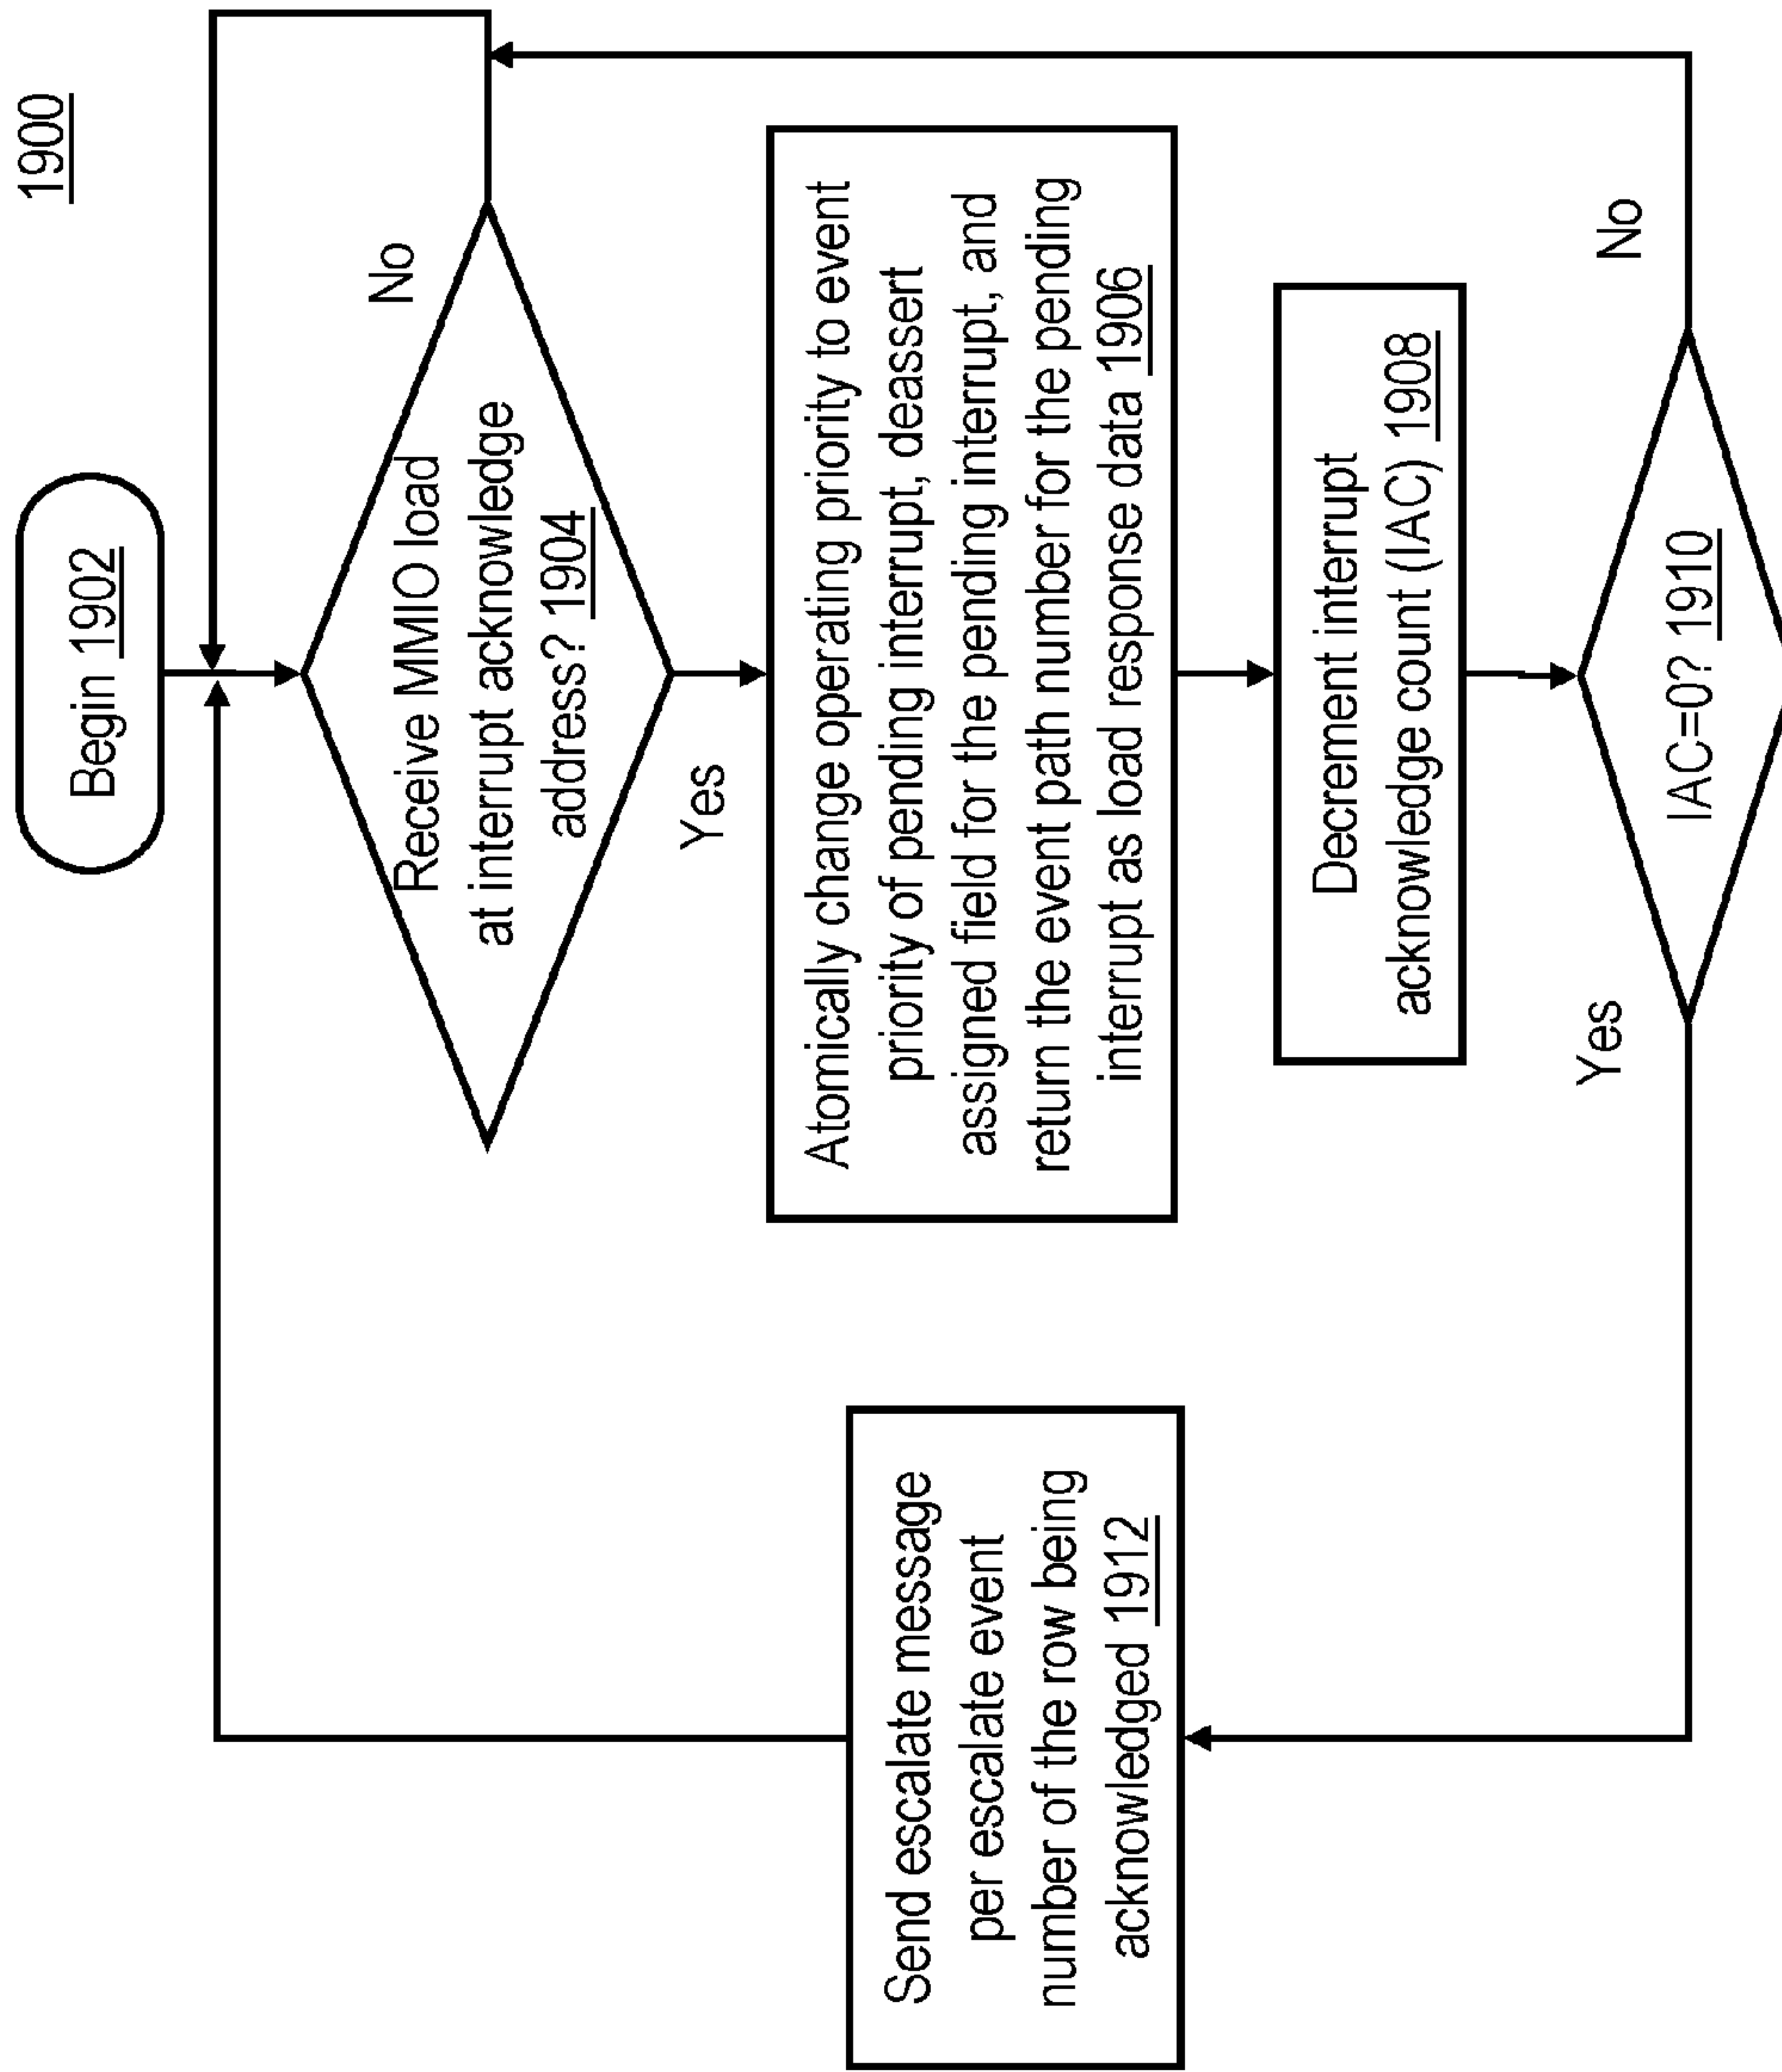 1900
Begin 1902
Receive MMIO load
at interrupt acknowledge
address? 1904
No
Yes
Atomically change operating priority to event
priority of pending interrupt, deassert
assigned field for the pending interrupt, and
return the event path number for the pending
interrupt as load response data 1906
Decrement interrupt
acknowledge count (IAC) 1908
IAC=0? 1910
No
Yes
Send escalate message
per escalate event
number of the row being
acknowledged 1912